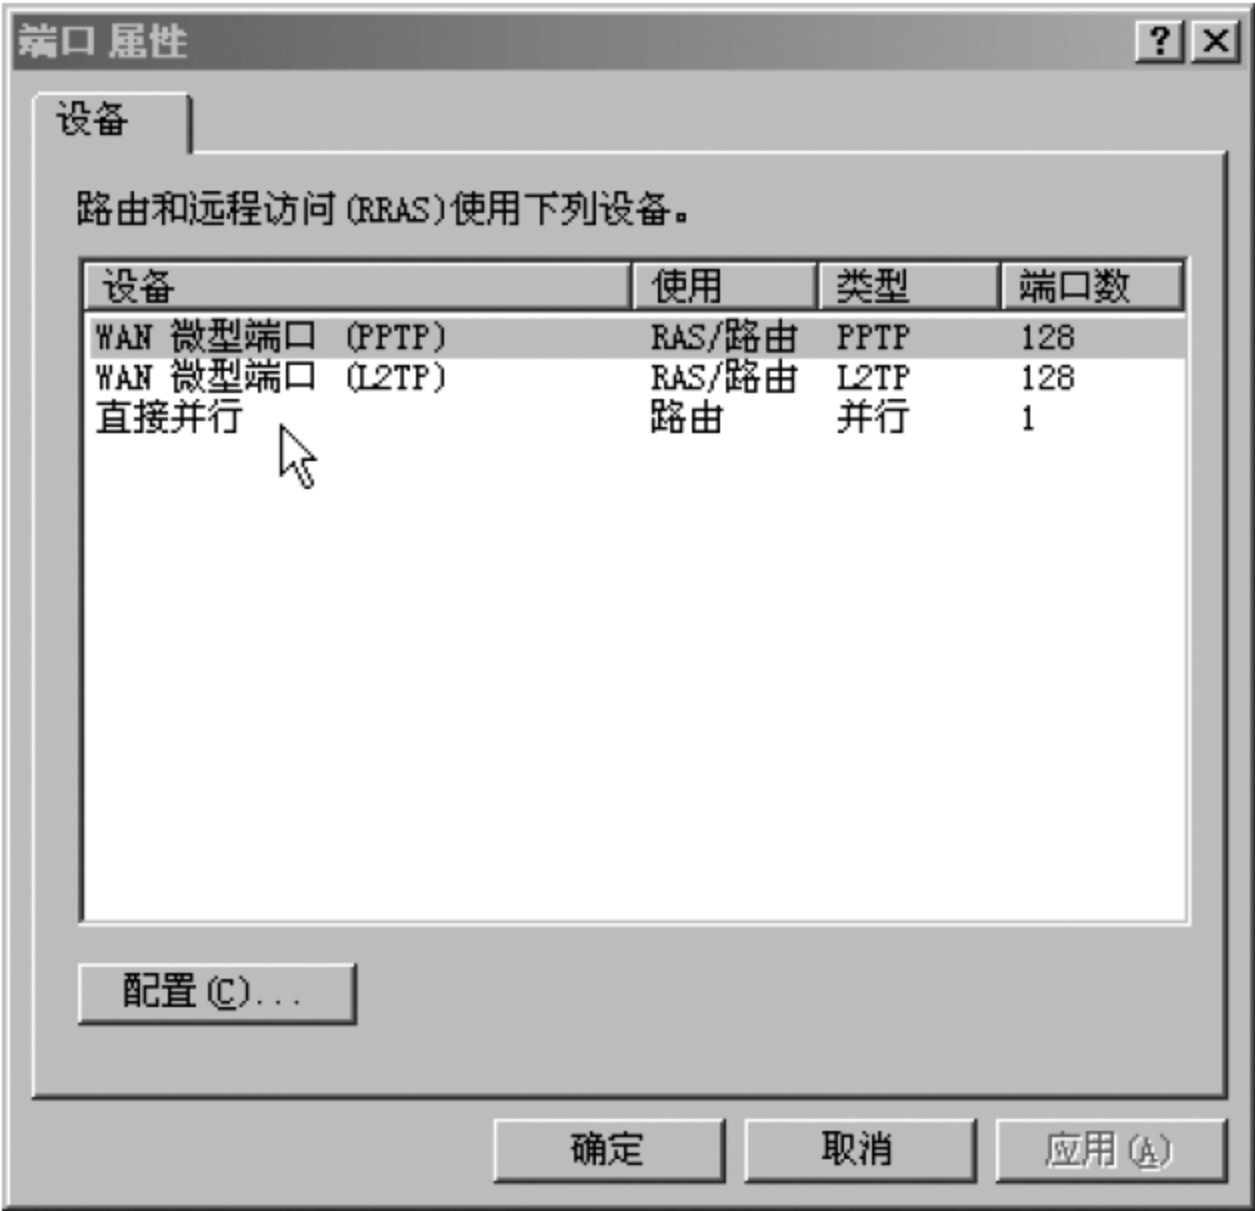 端口 属性
设备
路由和远程访问(RRAS)使用下列设备。
设备 使用 类型 端口数
WAN 微型端口 (PPTP) RAS/路由 PPTP 128
WAN 微型端口 (L2TP) RAS/路由 L2TP 128
直接并行 路由 并行 1
配置(C)...
确定 取消 应用(A)